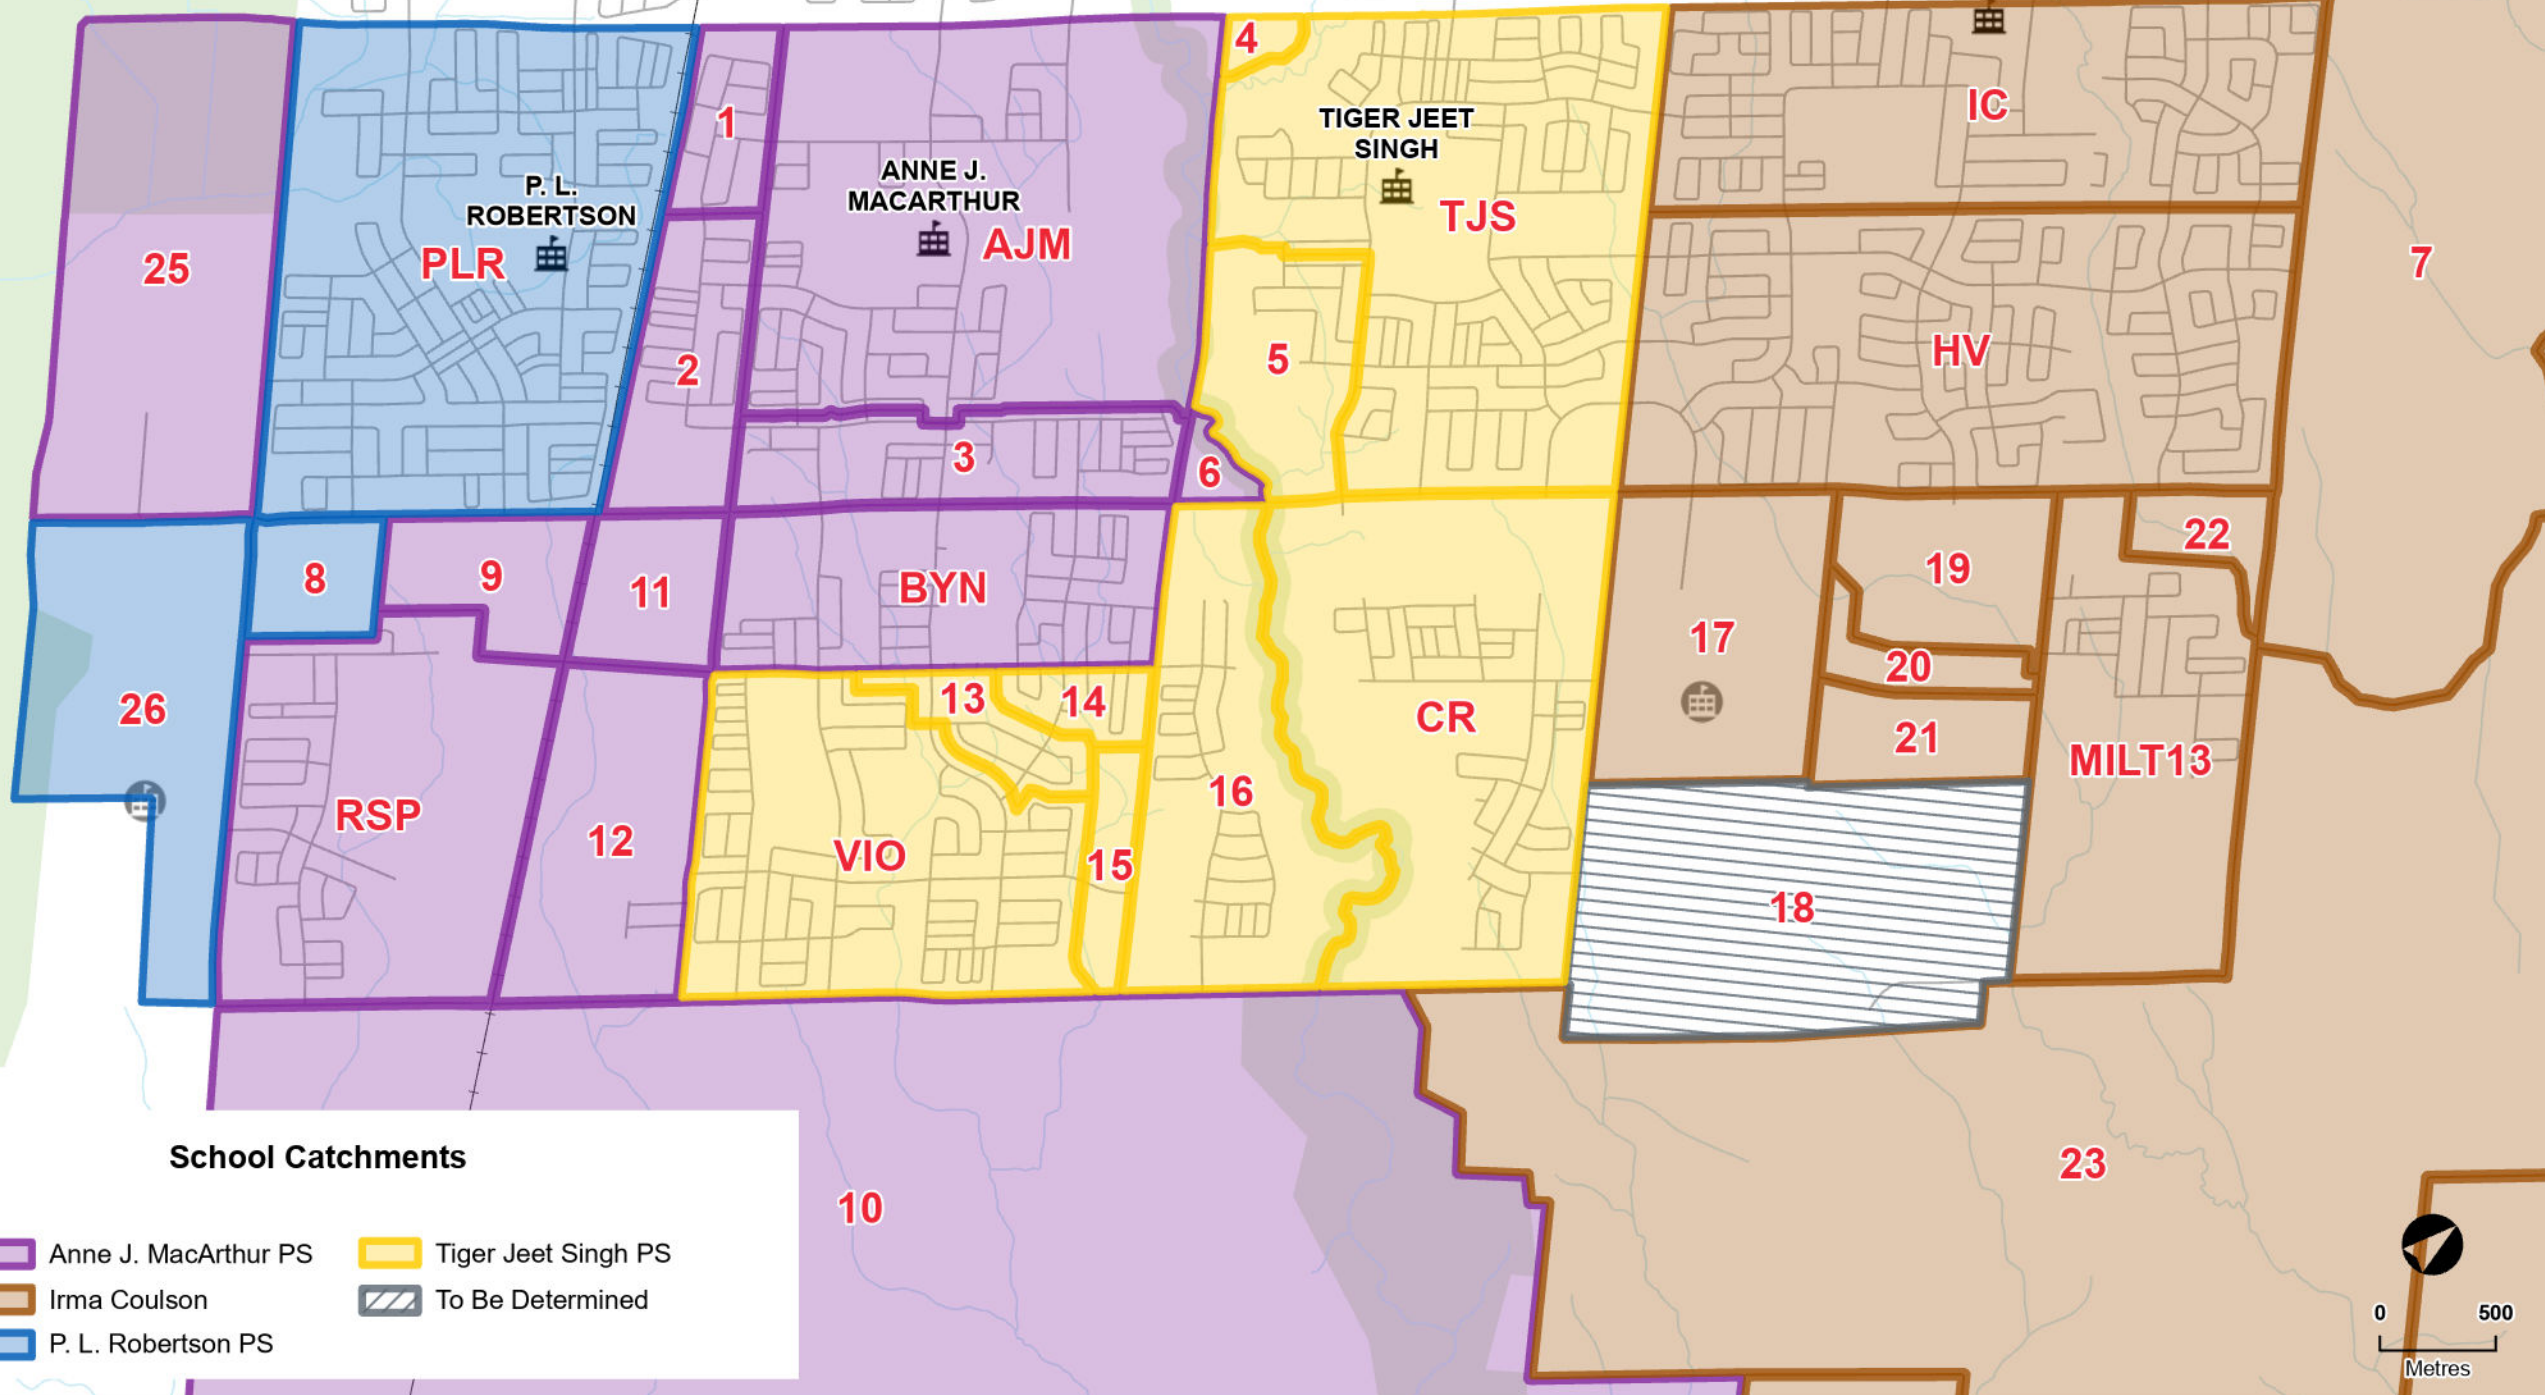 4
1
IC
TIGER JEET
SINGH
P. L.
ROBERTSON
ANNE J.
MACARTHUR
TJS
25
PLR
AJM
7
2
5
HV
3
6
8
9
11
BYN
19
22
17
20
26
13
14
CR
21
MILT13
RSP
12
VIO
15
16
18
10
23
School Catchments
Anne J. MacArthur PS
Tiger Jeet Singh PS
Irma Coulson
To Be Determined
P. L. Robertson PS
0 500
Metres